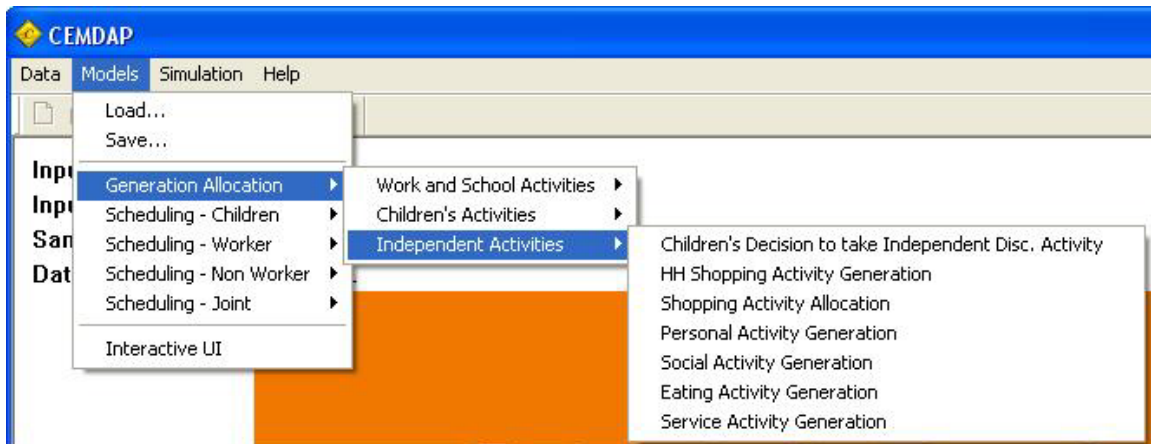 CEMDAP
Data Models Simulation Help
Load...
Save...
Generation Allocation
Scheduling - Children
Scheduling - Worker
Scheduling - Non Worker
Scheduling - Joint
Interactive UI
Work and School Activities
Children's Activities
Independent Activities
Children's Decision to take Independent Disc. Activity
HH Shopping Activity Generation
Shopping Activity Allocation
Personal Activity Generation
Social Activity Generation
Eating Activity Generation
Service Activity Generation